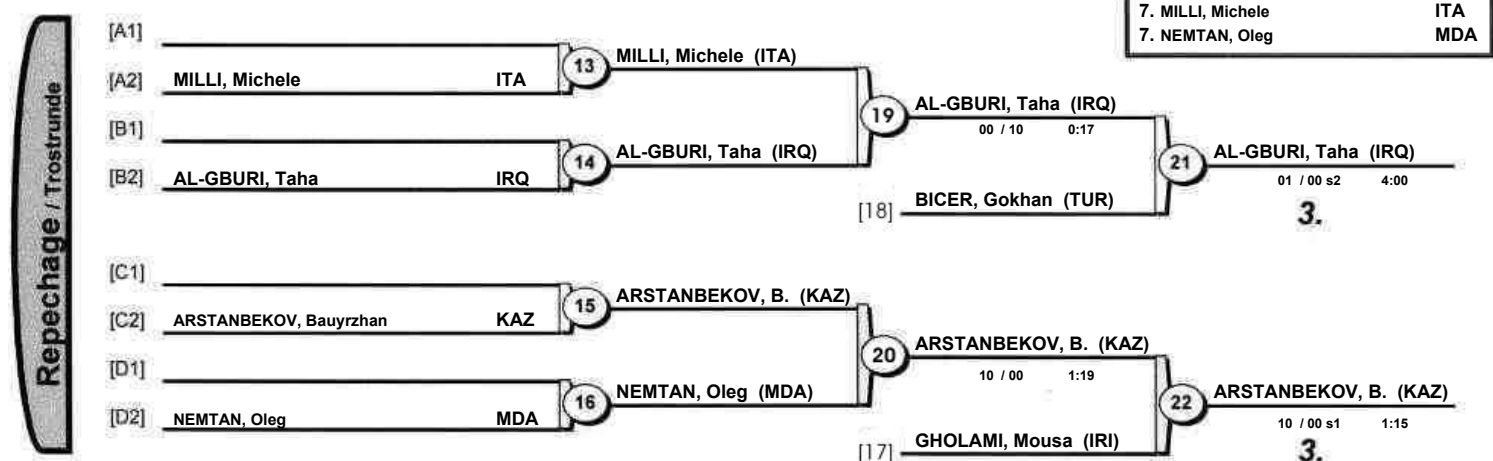 7. MILLI, Michele ITA
7. NEMTAN, Oleg MDA
Repechage / Trostrunde
[A1]
[A2] MILLI, Michele ITA
13 MILLI, Michele (ITA)
[B1]
[B2] AL-GBURI, Taha IRQ
14 AL-GBURI, Taha (IRQ)
19 AL-GBURI, Taha (IRQ)
00 / 10 0:17
[18] BICER, Gokhan (TUR)
21 AL-GBURI, Taha (IRQ)
01 / 00 s2 4:00
3.
[C1]
[C2] ARSTANBEKOV, Bauyrzhan KAZ
15 ARSTANBEKOV, B. (KAZ)
[D1]
[D2] NEMTAN, Oleg MDA
16 NEMTAN, Oleg (MDA)
20 ARSTANBEKOV, B. (KAZ)
10 / 00 1:19
[17] GHOLAMI, Mousa (IRI)
22 ARSTANBEKOV, B. (KAZ)
10 / 00 s1 1:15
3.